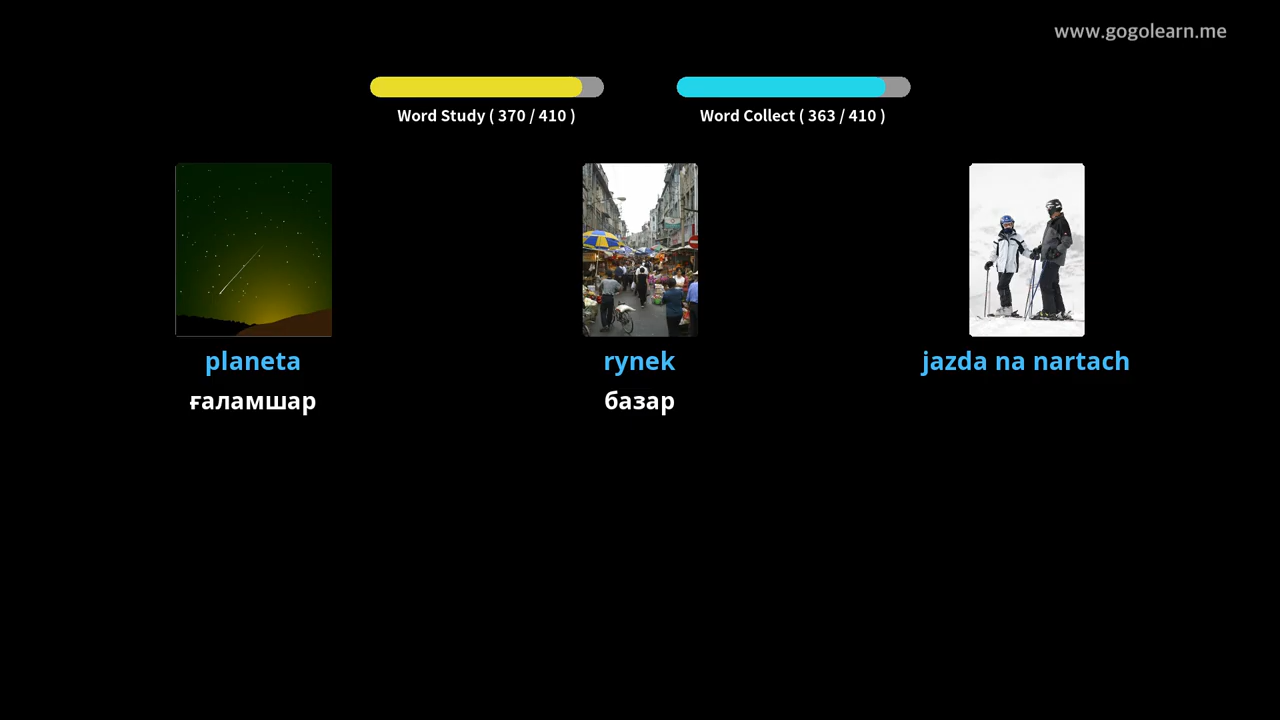 www.gogolearn.me
Word Study ( 370 / 410 )
Word Collect ( 363 / 410 )
planeta
rynek
jazda na nartach
ғаламшар
базар